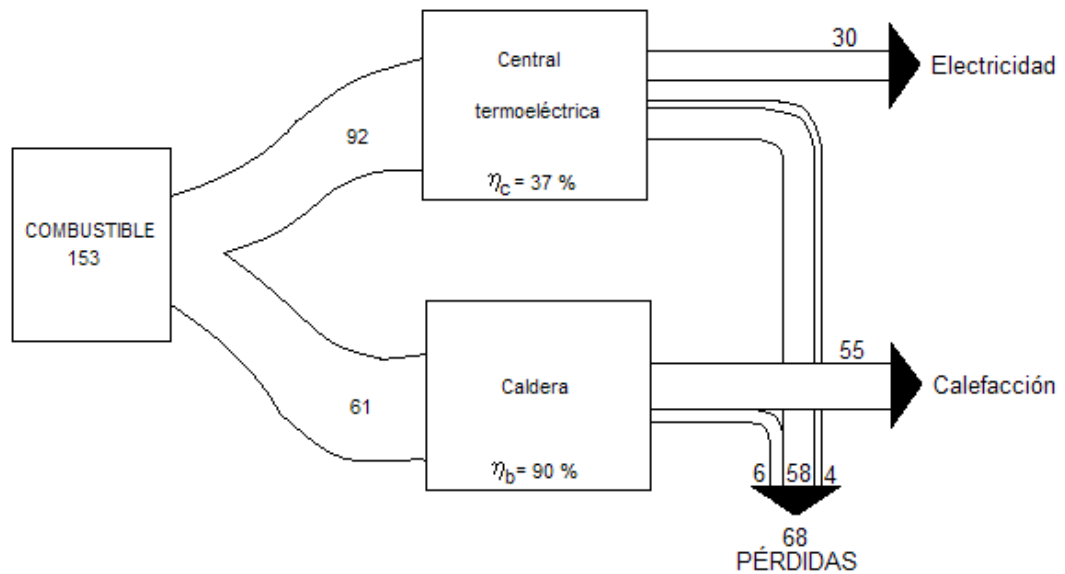 30
Electricidad
Central
termoeléctrica
ηc = 37 %
92
COMBUSTIBLE
153
55
Calefacción
Caldera
ηb = 90 %
61
6 58 4
68
PÉRDIDAS